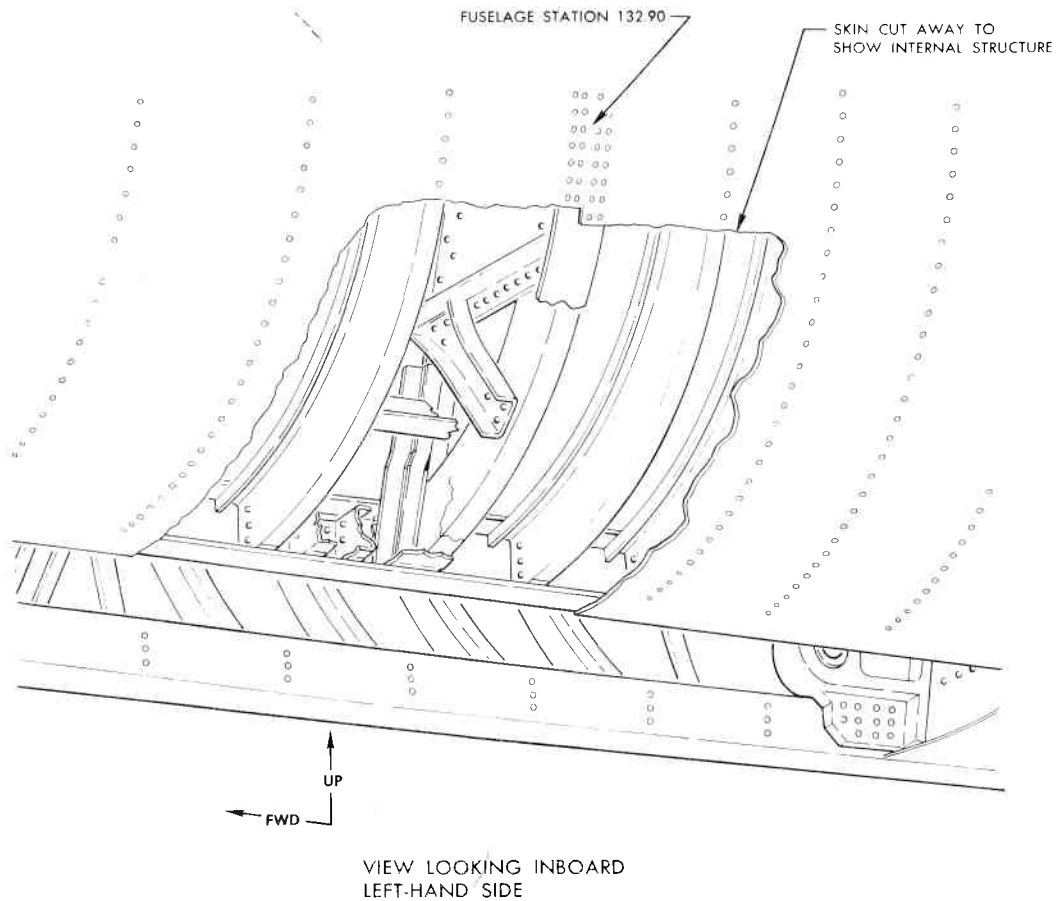 FUSELAGE STATION 132.90
SKIN CUT AWAY TO
SHOW INTERNAL STRUCTURE
UP
FWD
VIEW LOOKING INBOARD
LEFT-HAND SIDE